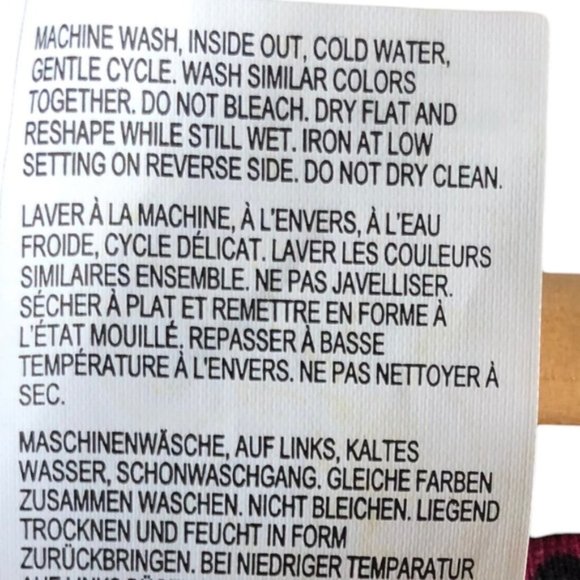 MACHINE WASH, INSIDE OUT, COLD WATER,
GENTLE CYCLE. WASH SIMILAR COLORS
TOGETHER. DO NOT BLEACH. DRY FLAT AND
RESHAPE WHILE STILL WET. IRON AT LOW
SETTING ON REVERSE SIDE. DO NOT DRY CLEAN.
LAVER À LA MACHINE, À L'ENVERS, À L'EAU
FROIDE, CYCLE DÉLICAT. LAVER LES COULEURS
SIMILAIRES ENSEMBLE. NE PAS JAVELLISER.
SÉCHER À PLAT ET REMETTRE EN FORME À
L'ÉTAT MOUILLÉ. REPASSER À BASSE
TEMPÉRATURE À L'ENVERS. NE PAS NETTOYER À
SEC.
MASCHINENWÄSCHE, AUF LINKS, KALTES
WASSER, SCHONWASCHGANG. GLEICHE FARBEN
ZUSAMMEN WASCHEN. NICHT BLEICHEN. LIEGEND
TROCKNEN UND FEUCHT IN FORM
ZURÜCKBRINGEN. BEI NIEDRIGER TEMPARATUR
AUF LINKS